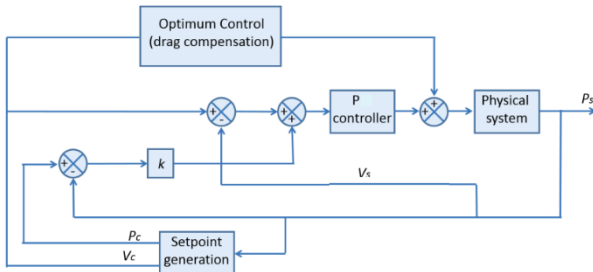 Optimum Control
(drag compensation)
+
-
+
+
P
controller
+
+
Physical
system
Ps
+
-
k
Vs
Pc
Vc
Setpoint
generation